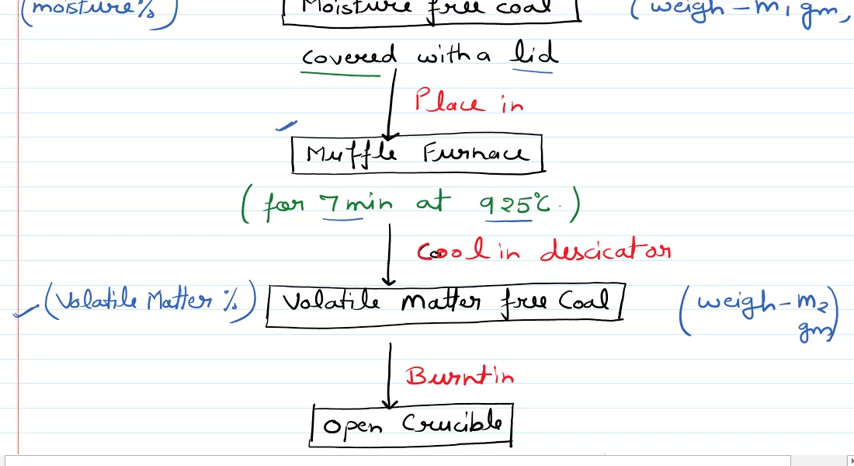 (moisture%) Moisture free coal (weigh - m1 gm,
covered with a lid
Place in
Muffle Furnace
(for 7 min at 925°C.)
Cool in descicator
(Volatile Matter %) Volatile matter free Coal (weigh - m2
gm)
Burnt in
Open Crucible